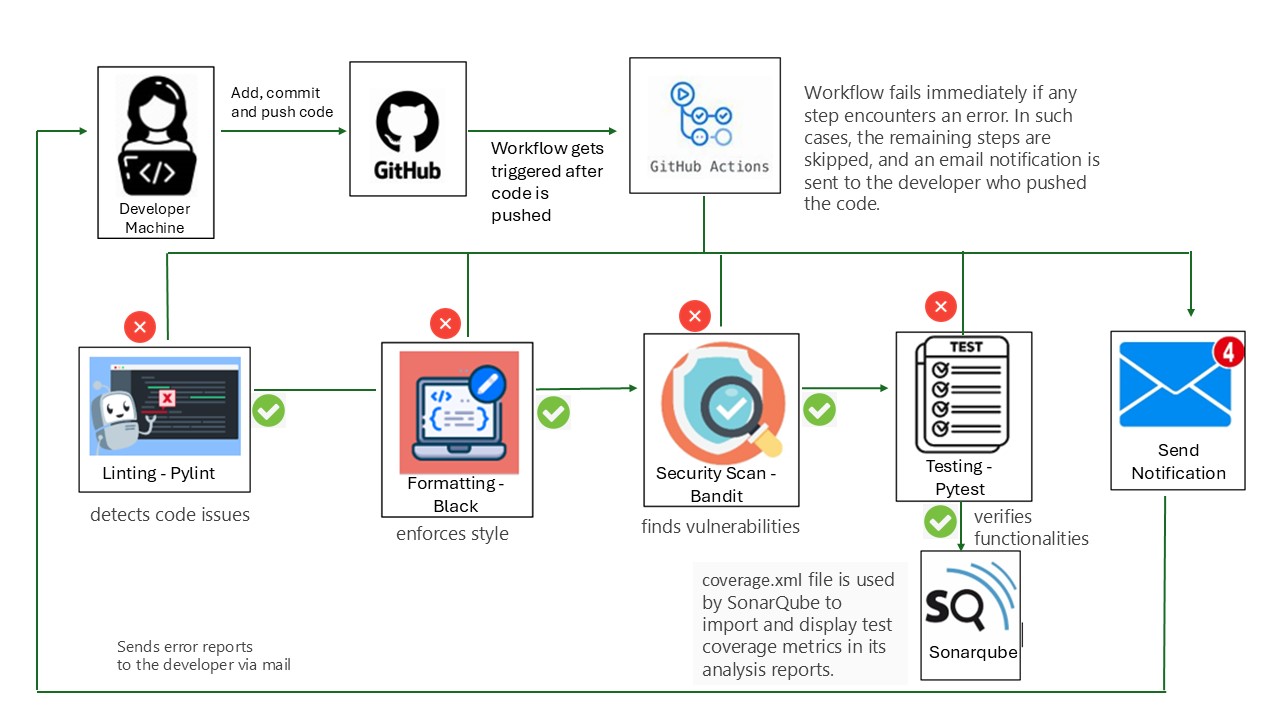 Add, commit
and push code
Developer
Machine
GitHub
Workflow gets
triggered after
code is
pushed
GitHub Actions
Workflow fails immediately if any
step encounters an error. In such
cases, the remaining steps are
skipped, and an email notification is
sent to the developer who pushed
the code.
Linting - Pylint
detects code issues
Formatting -
Black
enforces style
Security Scan -
Bandit
finds vulnerabilities
TEST
Testing -
Pytest
verifies
functionalities
4
Send
Notification
coverage.xml file is used
by SonarQube to
import and display test
coverage metrics in its
analysis reports.
SQ
Sonarqube
Sends error reports
to the developer via mail